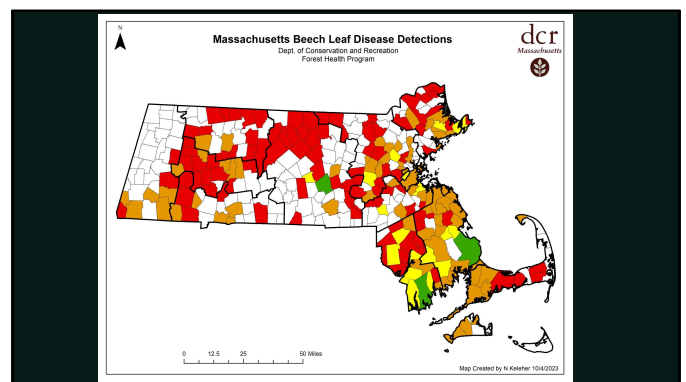 N
Massachusetts Beech Leaf Disease Detections
Dept. of Conservation and Recreation
Forest Health Program
dcr
Massachusetts
0 12.5 25 50 Miles
Map Created by N Keleher 10/4/2023